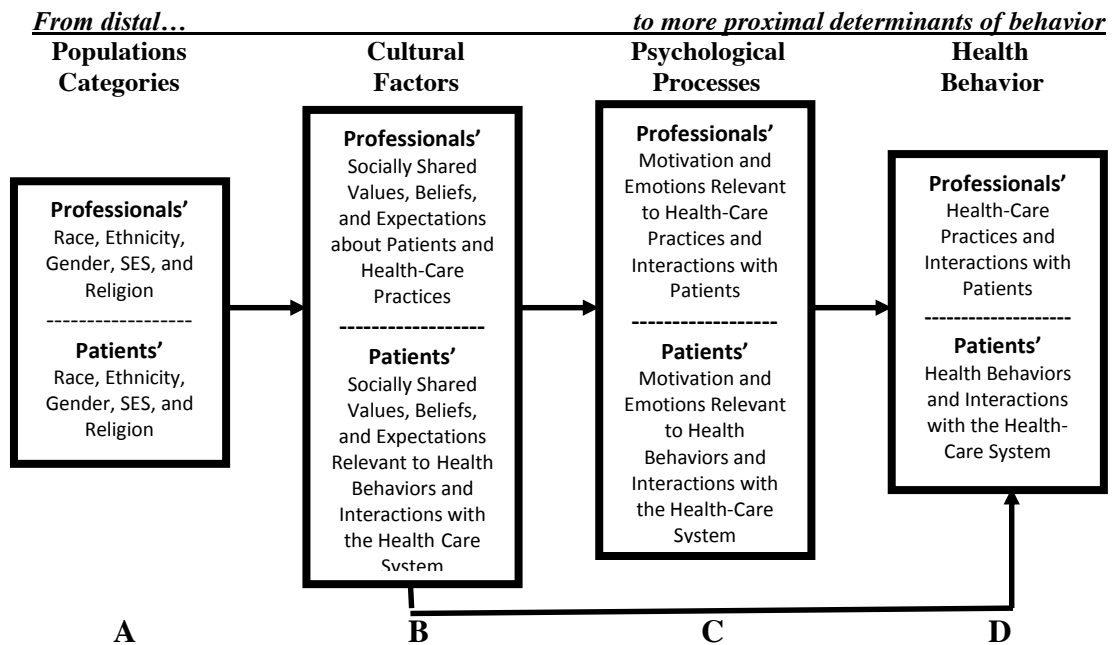 From distal… to more proximal determinants of behavior
Populations
Categories
Cultural
Factors
Psychological
Processes
Health
Behavior
Professionals’
Race, Ethnicity,
Gender, SES, and
Religion
--------------------
Patients’
Race, Ethnicity,
Gender, SES, and
Religion
Professionals’
Socially Shared
Values, Beliefs,
and Expectations
about Patients and
Health-Care
Practices
-------------------
Patients’
Socially Shared
Values, Beliefs,
and Expectations
Relevant to Health
Behaviors and
Interactions with
the Health Care
System
Professionals’
Motivation and
Emotions Relevant
to Health-Care
Practices and
Interactions with
Patients
-------------------
Patients’
Motivation and
Emotions Relevant
to Health
Behaviors and
Interactions with
the Health-Care
System
Professionals’
Health-Care
Practices and
Interactions with
Patients
--------------------
Patients’
Health Behaviors
and Interactions
with the Health-
Care System
A B C D